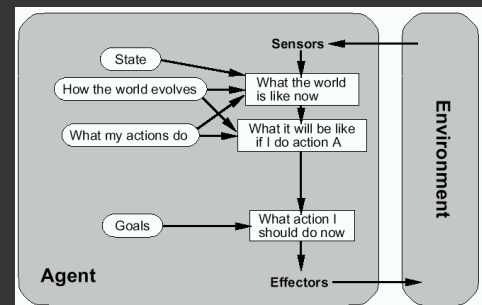 Sensors
State
How the world evolves
What the world
is like now
What my actions do
What it will be like
if I do action A
Goals
What action I
should do now
Agent
Effectors
Environment